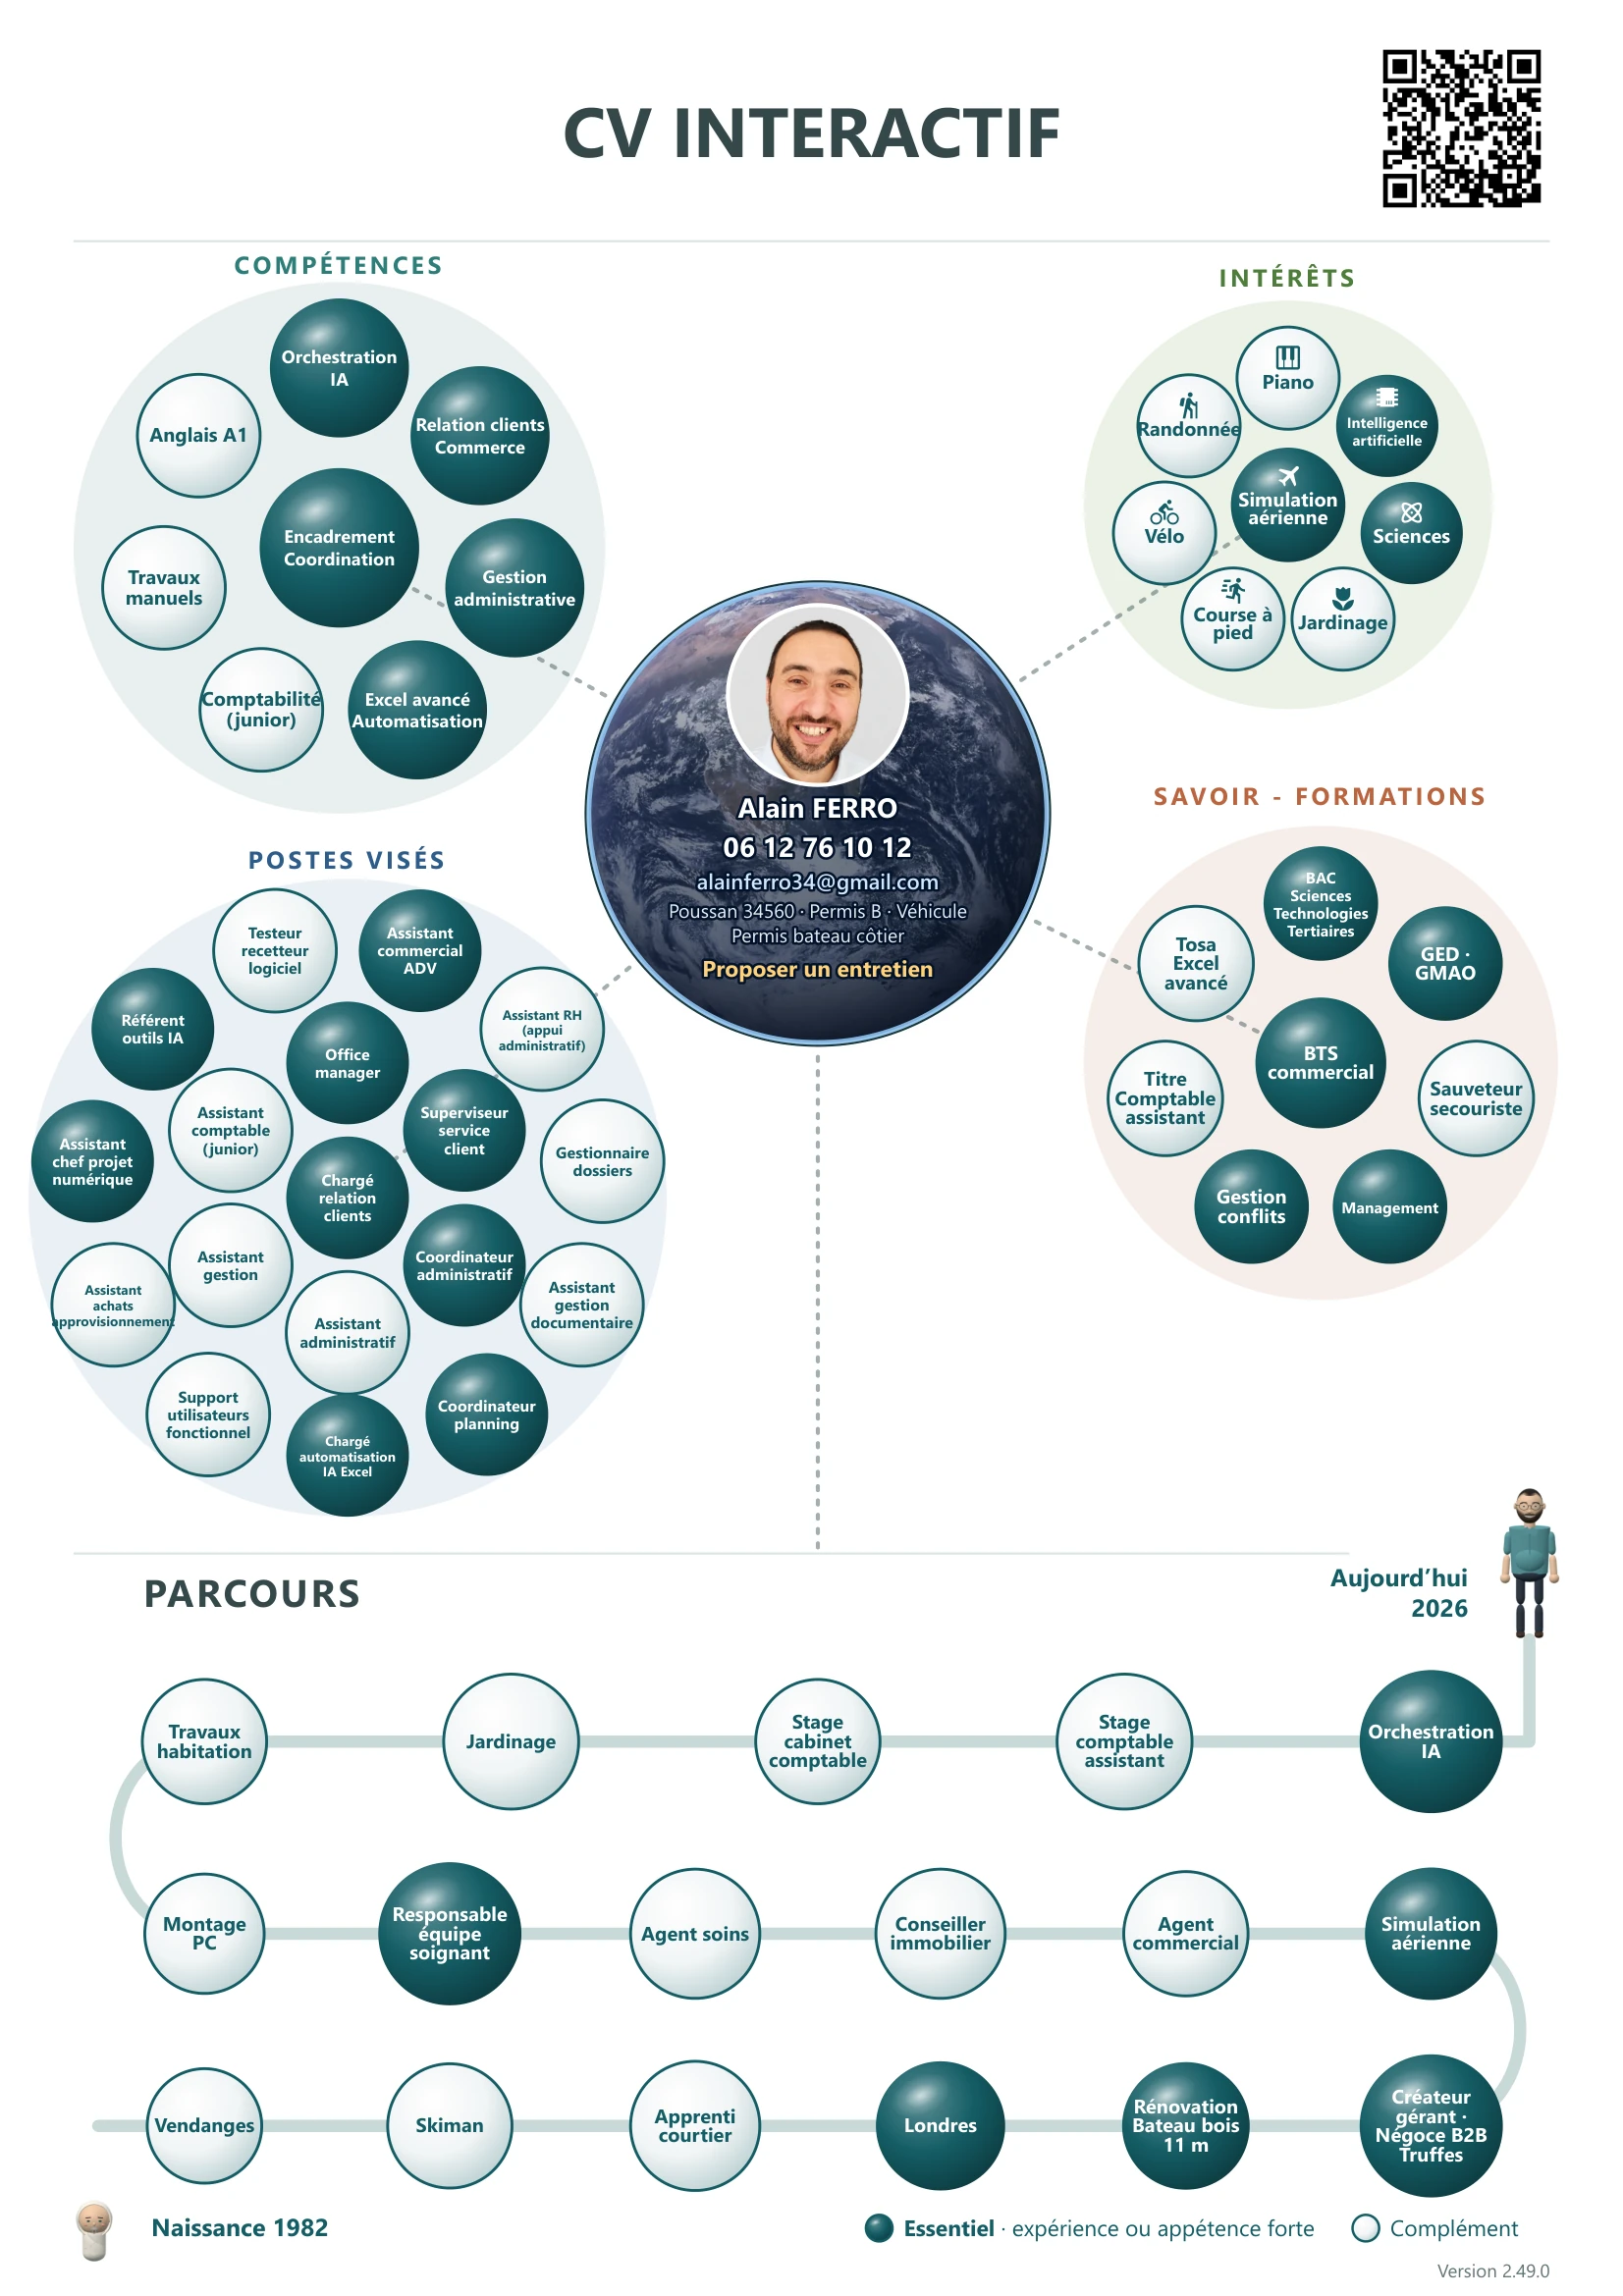 CV INTERACTIF
COMPÉTENCES
Orchestration
IA
Relation clients
Commerce
Anglais A1
Encadrement
Coordination
Gestion
administrative
Travaux
manuels
Comptabilité
(junior)
Excel avancé
Automatisation
INTÉRÊTS
Piano
Randonnée
Intelligence
artificielle
Simulation
aérienne
Vélo
Sciences
Course à
pied
Jardinage
Alain FERRO
06 12 76 10 12
alainferro34@gmail.com
Poussan 34560 · Permis B · Véhicule
Permis bateau côtier
Proposer un entretien
POSTES VISÉS
Testeur
recetteur
logiciel
Assistant
commercial
ADV
Référent
outils IA
Office
manager
Assistant RH
(appui
administratif)
Assistant
comptable
(junior)
Superviseur
service
client
Assistant
chef projet
numérique
Chargé
relation
clients
Gestionnaire
dossiers
Assistant
gestion
Coordinateur
administratif
Assistant
achats
approvisionnement
Assistant
administratif
Assistant
gestion
documentaire
Support
utilisateurs
fonctionnel
Chargé
automatisation
IA Excel
Coordinateur
planning
SAVOIR - FORMATIONS
BAC
Sciences
Technologies
Tertiaires
Tosa
Excel
avancé
GED ·
GMAO
BTS
commercial
Titre
Comptable
assistant
Sauveteur
secouriste
Gestion
conflits
Management
PARCOURS
Aujourd’hui
2026
Travaux
habitation
Jardinage
Stage
cabinet
comptable
Stage
comptable
assistant
Orchestration
IA
Montage
PC
Responsable
équipe
soignant
Agent soins
Conseiller
immobilier
Agent
commercial
Simulation
aérienne
Vendanges
Skiman
Apprenti
courtier
Londres
Rénovation
Bateau bois
11 m
Créateur
gérant ·
Négoce B2B
Truffes
Naissance 1982
Essentiel · expérience ou appétence forte
Complément
Version 2.49.0